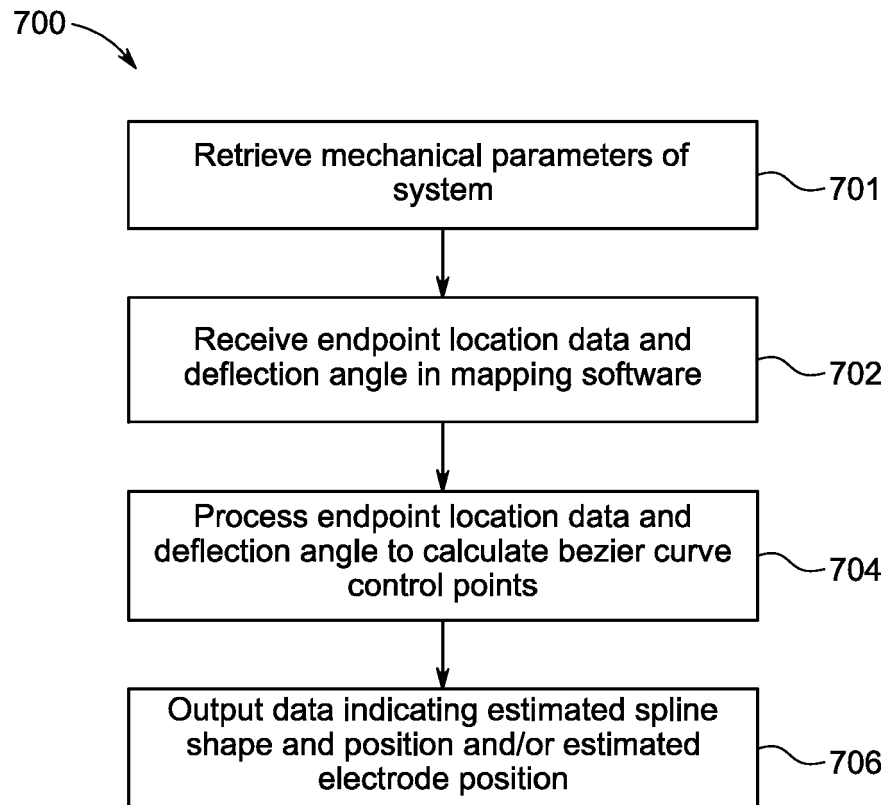 700
Retrieve mechanical parameters of
system
701
Receive endpoint location data and
deflection angle in mapping software
702
Process endpoint location data and
deflection angle to calculate bezier curve
control points
704
Output data indicating estimated spline
shape and position and/or estimated
electrode position
706